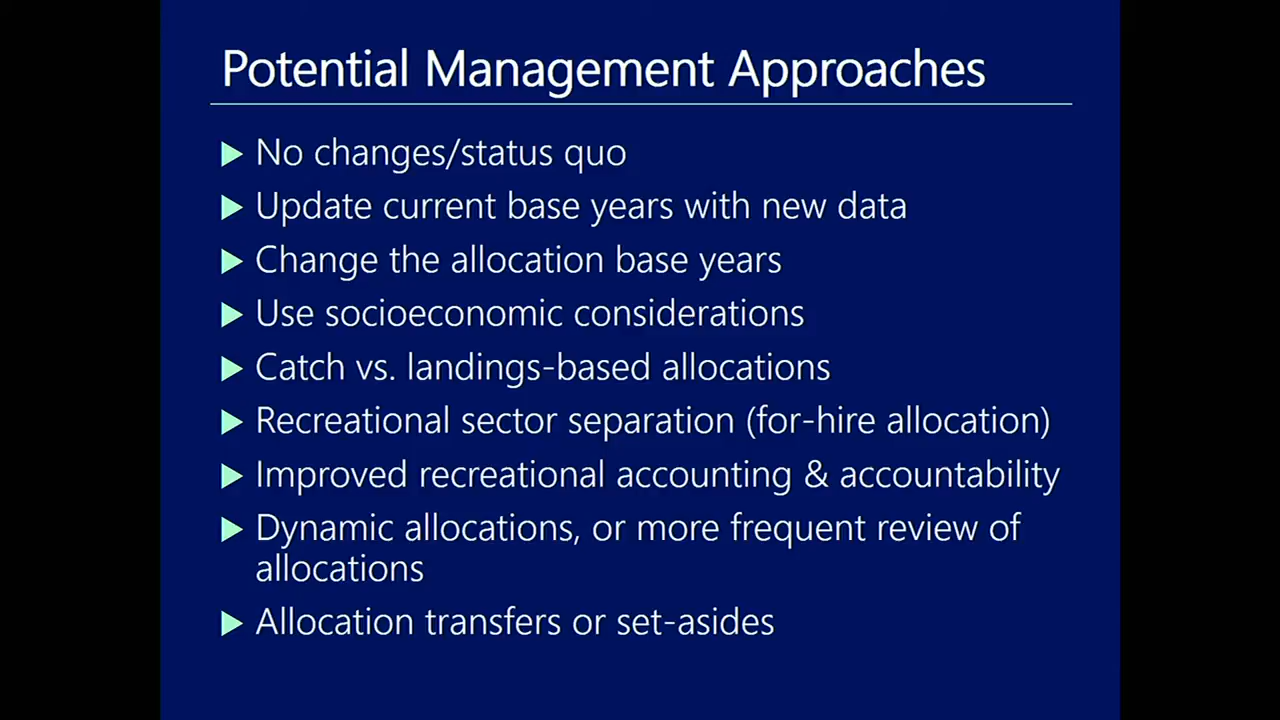 Potential Management Approaches
No changes/status quo
Update current base years with new data
Change the allocation base years
Use socioeconomic considerations
Catch vs. landings-based allocations
Recreational sector separation (for-hire allocation)
Improved recreational accounting & accountability
Dynamic allocations, or more frequent review of
allocations
Allocation transfers or set-asides